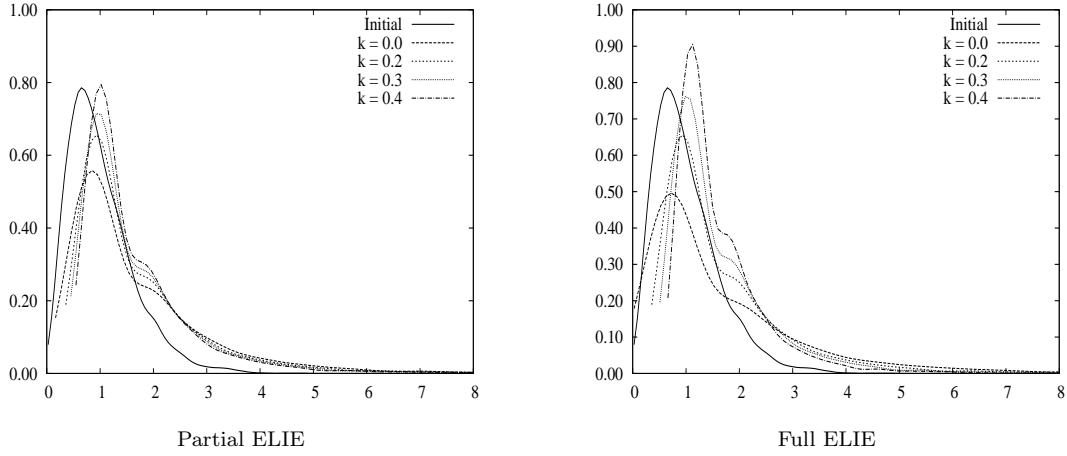 1.00
0.80
0.60
0.40
0.20
0.00
0 1 2 3 4 5 6 7 8
Initial
k = 0.0
k = 0.2
k = 0.3
k = 0.4
Partial ELIE
1.00
0.90
0.80
0.70
0.60
0.50
0.40
0.30
0.20
0.10
0.00
0 1 2 3 4 5 6 7 8
Initial
k = 0.0
k = 0.2
k = 0.3
k = 0.4
Full ELIE